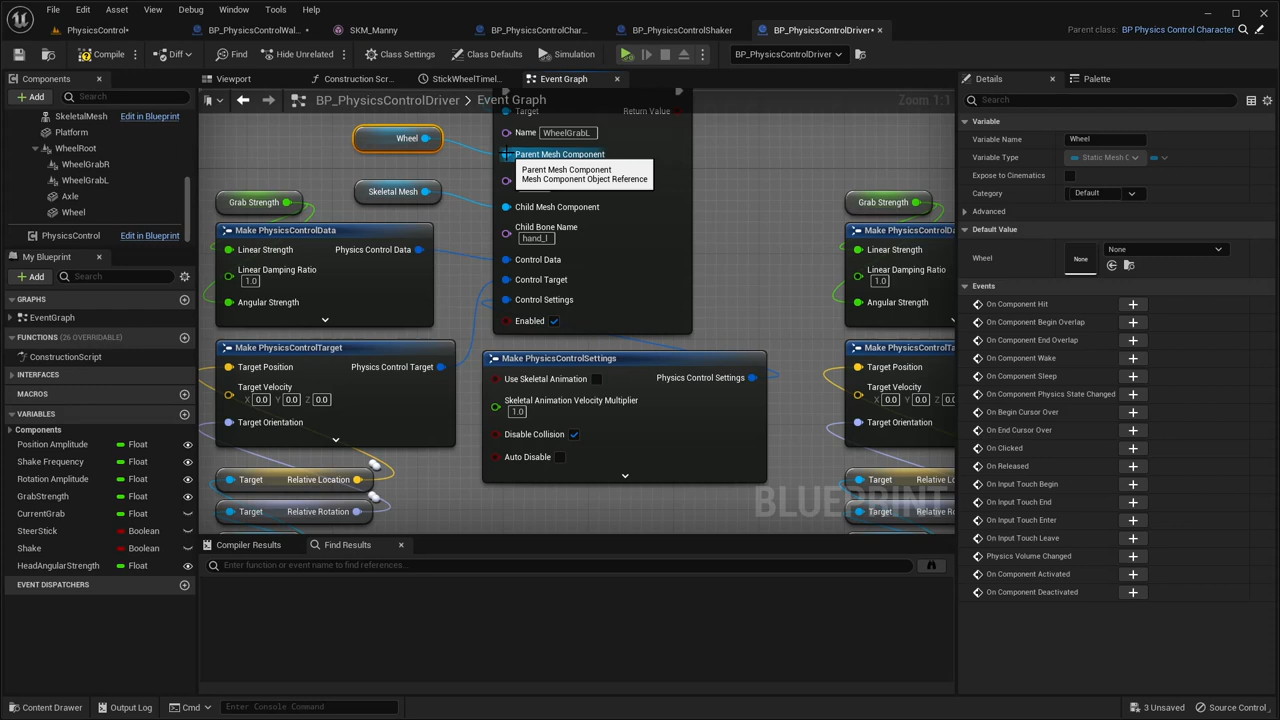 File
Edit
Asset
View
Debug
Window
Tools
Help
PhysicsControl•
BP_PhysicsControlWal.. •
SKM_Manny
BP_PhysicsControlChar...
BP_PhysicsControlShaker
BP_PhysicsControlDriver•
Parent class: BP Physics Control Character
Compile
Diff
Find
Hide Unrelated
Class Settings
Class Defaults
Simulation
BP_PhysicsControlDriver
Components
Add
Search
SkeletalMesh
Edit in Blueprint
Platform
WheelRoot
WheelGrabR
WheelGrabL
Axle
Wheel
PhysicsControl
Edit in Blueprint
My Blueprint
Add
Search
GRAPHS
EventGraph
FUNCTIONS (26 OVERRIDABLE)
ConstructionScript
INTERFACES
MACROS
VARIABLES
Components
Position Amplitude Float
Shake Frequency Float
Rotation Amplitude Float
GrabStrength Float
CurrentGrab Float
SteerStick Boolean
Shake Boolean
HeadAngularStrength Float
EVENT DISPATCHERS
Viewport
Construction Scr...
StickWheelTimel...
Event Graph
BP_PhysicsControlDriver > Event Graph
Zoom 1:1
Wheel
Skeletal Mesh
Target
Return Value
Name WheelGrabL
Parent Mesh Component
Parent Mesh Component
Mesh Component Object Reference
Child Mesh Component
Child Bone Name
hand_l
Control Data
Control Target
Control Settings
Enabled
Grab Strength
Make PhysicsControlData
Linear Strength
Physics Control Data
Linear Damping Ratio
1.0
Angular Strength
Make PhysicsControlTarget
Target Position
Physics Control Target
Target Velocity
X 0.0 Y 0.0 Z 0.0
Target Orientation
Target Relative Location
Target Relative Rotation
Make PhysicsControlSettings
Use Skeletal Animation
Physics Control Settings
Skeletal Animation Velocity Multiplier
1.0
Disable Collision
Auto Disable
Grab Strength
Make PhysicsControlDa
Linear Strength
Linear Damping Ratio
1.0
Angular Strength
Make PhysicsControlTa
Target Position
Target Velocity
X 0.0 Y 0.0 Z 0.0
Target Orientation
Target Relative Lo
Target Relative Ro
BLUEPRINT
Compiler Results
Find Results
Enter function or event name to find references...
Details
Palette
Search
Variable
Variable Name Wheel
Variable Type Static Mesh C
Expose to Cinematics
Category Default
Advanced
Default Value
Wheel
None
None
Events
On Component Hit
On Component Begin Overlap
On Component End Overlap
On Component Wake
On Component Sleep
On Component Physics State Changed
On Begin Cursor Over
On End Cursor Over
On Clicked
On Released
On Input Touch Begin
On Input Touch End
On Input Touch Enter
On Input Touch Leave
Physics Volume Changed
On Component Activated
On Component Deactivated
Content Drawer
Output Log
Cmd
Enter Console Command
3 Unsaved
Source Control